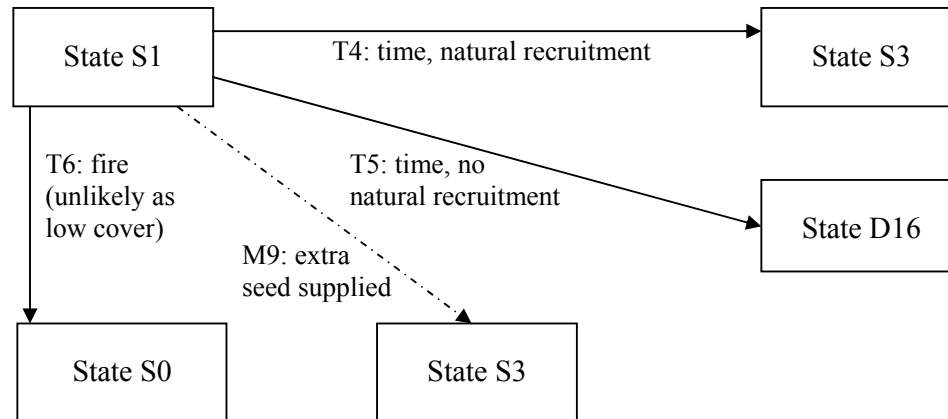 State S1
T4: time, natural recruitment
State S3
T6: fire
(unlikely as
low cover)
T5: time, no
natural recruitment
State D16
M9: extra
seed supplied
State S0
State S3